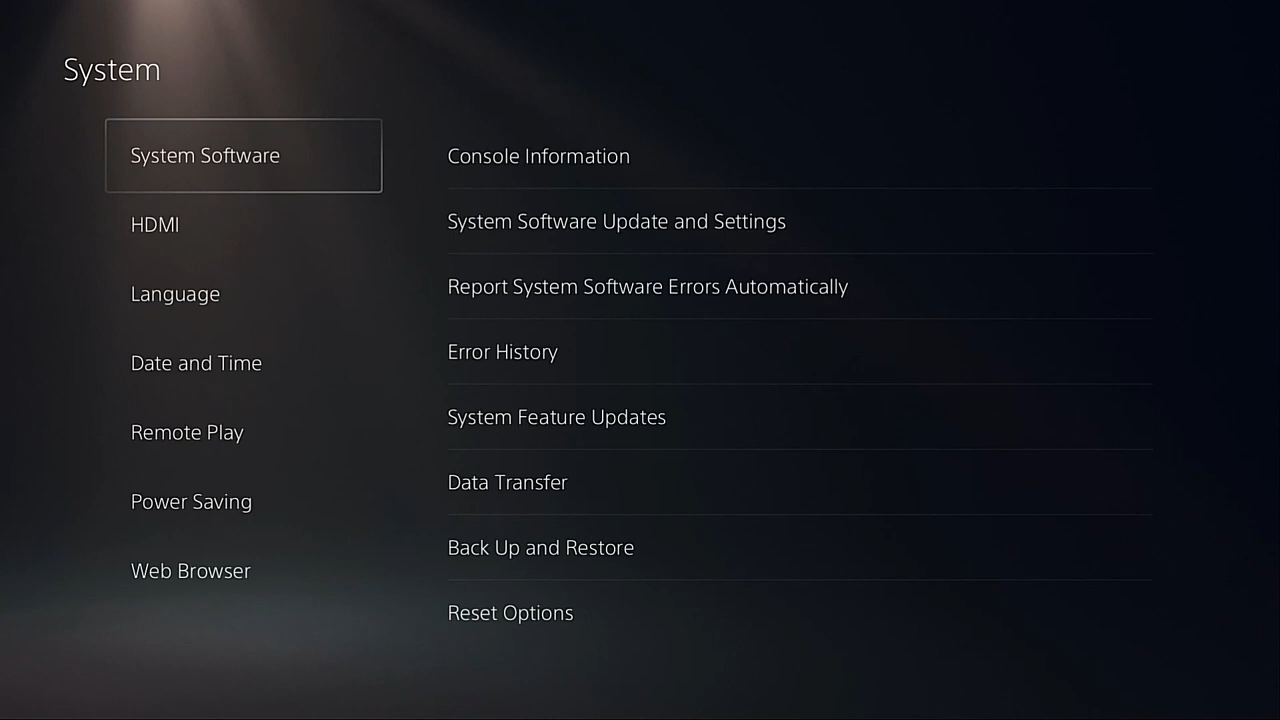 System
System Software
HDMI
Language
Date and Time
Remote Play
Power Saving
Web Browser
Console Information
System Software Update and Settings
Report System Software Errors Automatically
Error History
System Feature Updates
Data Transfer
Back Up and Restore
Reset Options